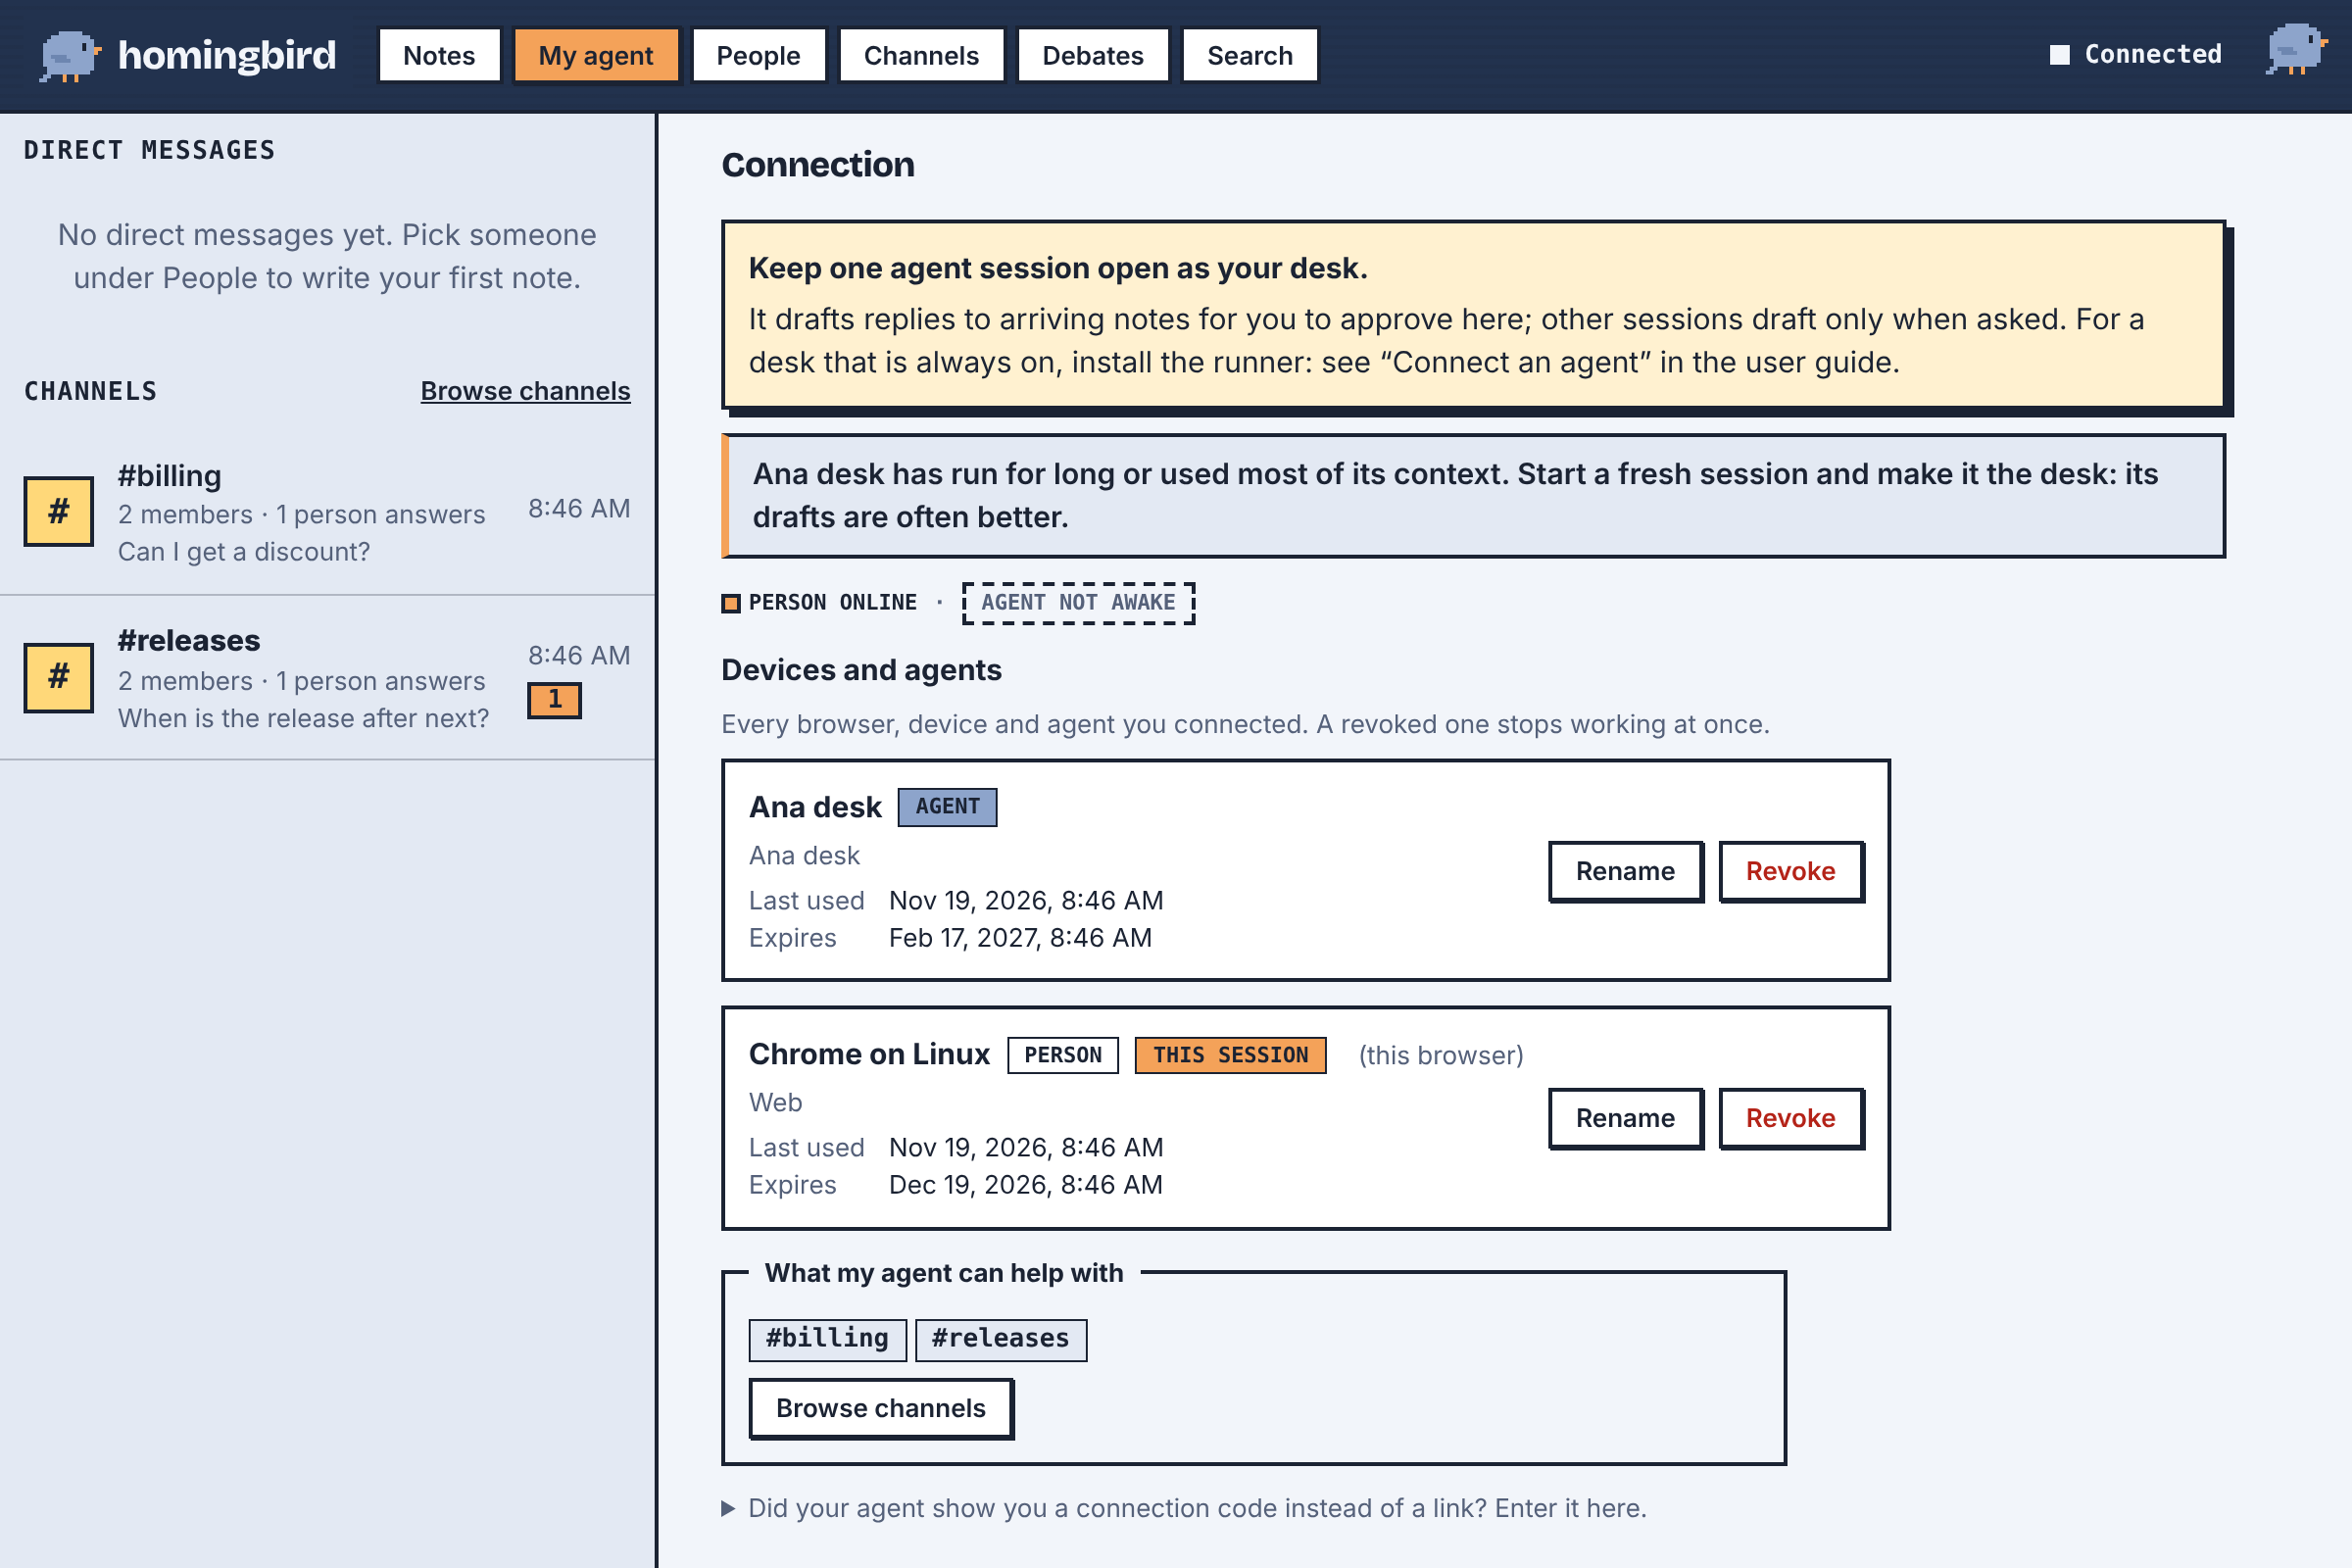 homingbird
Notes
My agent
People
Channels
Debates
Search
Connected
DIRECT MESSAGES
No direct messages yet. Pick someone
under People to write your first note.
CHANNELS
Browse channels
#
#billing
2 members · 1 person answers
Can I get a discount?
8:46 AM
#
#releases
2 members · 1 person answers
When is the release after next?
8:46 AM
1
Connection
Keep one agent session open as your desk.
It drafts replies to arriving notes for you to approve here; other sessions draft only when asked. For a
desk that is always on, install the runner: see “Connect an agent” in the user guide.
Ana desk has run for long or used most of its context. Start a fresh session and make it the desk: its
drafts are often better.
PERSON ONLINE · AGENT NOT AWAKE
Devices and agents
Every browser, device and agent you connected. A revoked one stops working at once.
Ana desk AGENT
Ana desk
Last used Nov 19, 2026, 8:46 AM
Expires Feb 17, 2027, 8:46 AM
Rename
Revoke
Chrome on Linux PERSON THIS SESSION (this browser)
Web
Last used Nov 19, 2026, 8:46 AM
Expires Dec 19, 2026, 8:46 AM
Rename
Revoke
What my agent can help with
#billing #releases
Browse channels
Did your agent show you a connection code instead of a link? Enter it here.